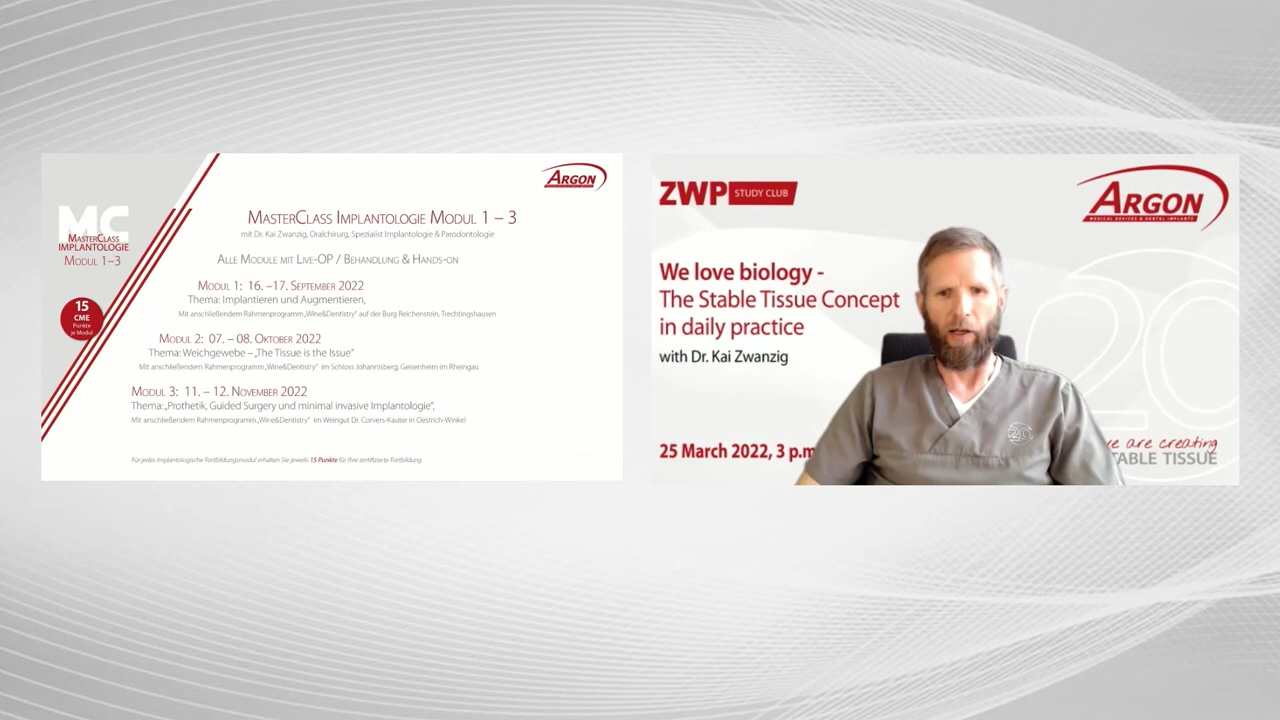 ARGON
MC
MASTERCLASS
IMPLANTOLOGIE
MODUL 1–3
15
CME
Punkte
je Modul
MASTERCLASS IMPLANTOLOGIE MODUL 1 – 3
mit Dr. Kai Zwanzig, Oralchirurg, Spezialist Implantologie & Parodontologie
ALLE MODULE MIT LIVE-OP / BEHANDLUNG & HANDS-ON
MODUL 1: 16. –17. SEPTEMBER 2022
Thema: Implantieren und Augmentieren,
Mit anschließendem Rahmenprogramm „Wine&Dentistry" auf der Burg Reichenstein, Trechtingshausen
MODUL 2: 07. – 08. OKTOBER 2022
Thema: Weichgewebe – „The Tissue is the Issue"
Mit anschließendem Rahmenprogramm „Wine&Dentistry" im Schloss Johannisberg, Geisenheim im Rheingau
MODUL 3: 11. – 12. NOVEMBER 2022
Thema: „Prothetik, Guided Surgery und minimal invasive Implantologie",
Mit anschließendem Rahmenprogramm „Wine&Dentistry" im Weingut Dr. Corvers-Kauter in Oestrich-Winkel
Für jedes Implantologische Fortbildungsmodul erhalten Sie jeweils 15 Punkte für Ihre zertifizierte Fortbildung
ZWP STUDY CLUB
ARGON
MEDICAL DEVICES & DENTAL IMPLANTS
We love biology -
The Stable Tissue Concept
in daily practice
with Dr. Kai Zwanzig
25 March 2022, 3 p.m
20
20
we are creating
TABLE TISSUE